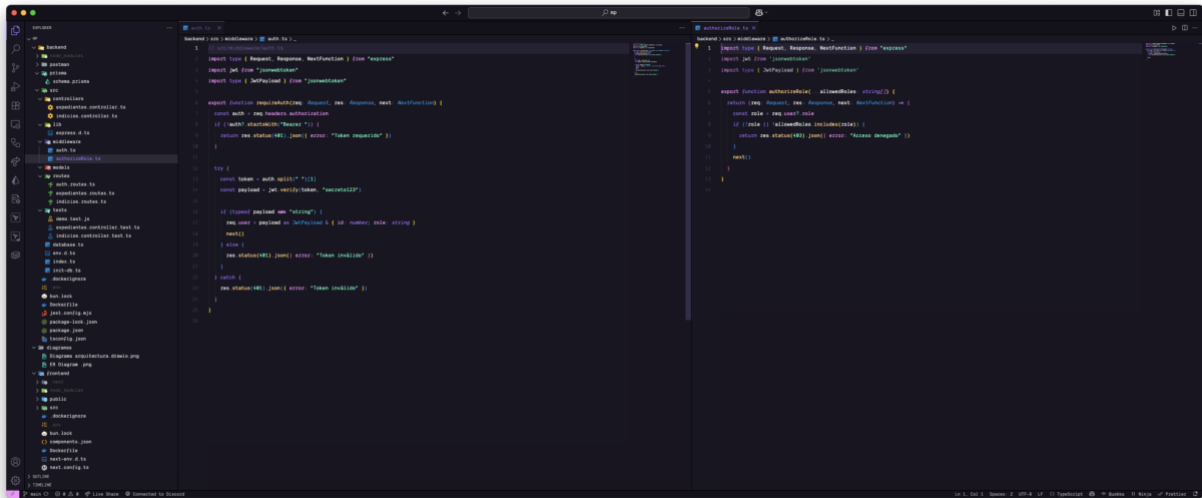 mp
EXPLORER
mp
backend
node_modules
postman
prisma
schema.prisma
src
controllers
expedientes.controller.ts
indicios.controller.ts
lib
express.d.ts
middleware
auth.ts
authorizeRole.ts
models
routes
auth.routes.ts
expedientes.routes.ts
indicios.routes.ts
tests
demo.test.js
expedientes.controller.test.ts
indicios.controller.test.ts
database.ts
env.d.ts
index.ts
init-db.ts
.dockerignore
.env
bun.lock
Dockerfile
jest.config.mjs
package-lock.json
package.json
tsconfig.json
diagramas
Diagrama arquitectura.drawio.png
ER Diagram .png
frontend
.next
node_modules
public
src
.dockerignore
bun.lock
components.json
Dockerfile
next-env.d.ts
next.config.ts
OUTLINE
TIMELINE
auth.ts
backend > src > middleware > auth.ts > ...
// src/middleware/auth.ts
import type { Request, Response, NextFunction } from "express"
import jwt from "jsonwebtoken"
import type { JwtPayload } from "jsonwebtoken"
export function requireAuth(req: Request, res: Response, next: NextFunction) {
const auth = req.headers.authorization
if (!auth?.startsWith("Bearer ")) {
return res.status(401).json({ error: "Token requerido" });
}
try {
const token = auth.split(" ")[1]
const payload = jwt.verify(token, "secreto123")
if (typeof payload !== "string") {
req.user = payload as JwtPayload & { id: number; role: string }
next()
} else {
res.status(401).json({ error: "Token inválido" })
}
} catch {
res.status(401).json({ error: "Token inválido" });
}
}
authorizeRole.ts
backend > src > middleware > authorizeRole.ts > ...
import type { Request, Response, NextFunction } from "express"
import jwt from 'jsonwebtoken'
import type { JwtPayload } from 'jsonwebtoken'
export function authorizeRole(...allowedRoles: string[]) {
return (req: Request, res: Response, next: NextFunction) => {
const role = req.user?.role
if (!role || !allowedRoles.includes(role)) {
return res.status(403).json({ error: "Acceso denegado" })
}
next()
}
}
main
0 0
Live Share
Connected to Discord
Ln 1, Col 1
Spaces: 2
UTF-8
LF
TypeScript
Quokka
Ninja
Prettier